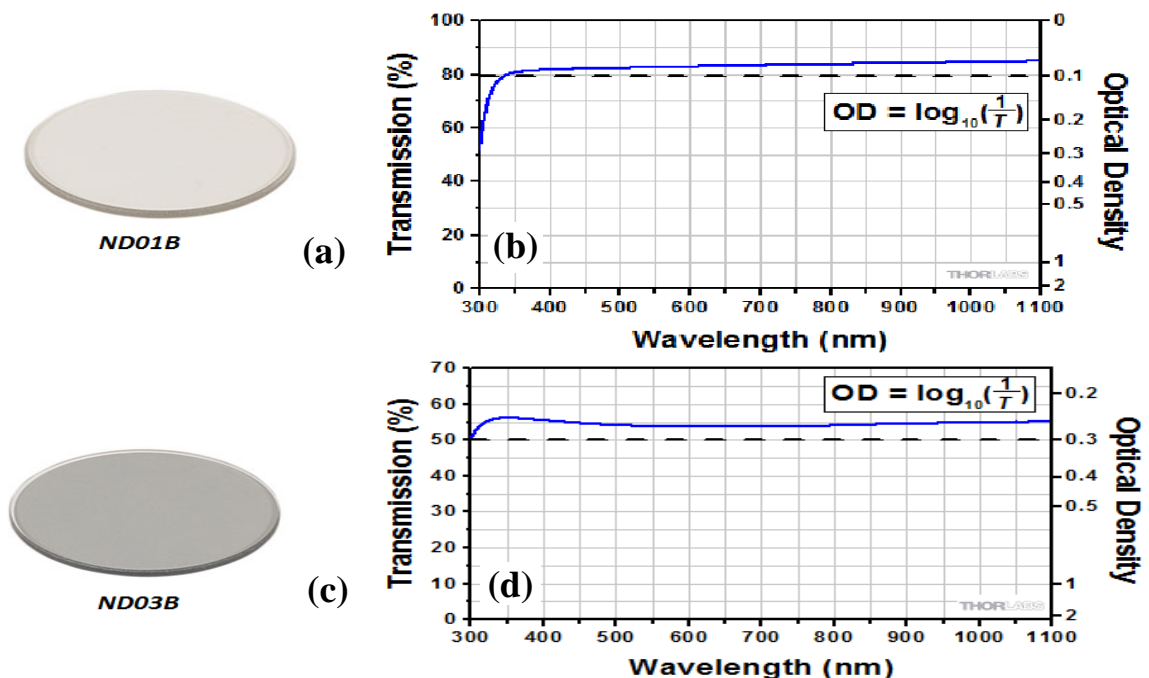 ND01B
(a)
Transmission (%)
100
80
60
40
20
0
(b)
OD = log₁₀(1/T)
0
0.1
0.2
0.3
0.4
0.5
1
2
Optical Density
THORLABS
300 400 500 600 700 800 900 1000 1100
Wavelength (nm)
ND03B
(c)
Transmission (%)
70
60
50
40
30
20
10
0
(d)
OD = log₁₀(1/T)
0.2
0.3
0.4
0.5
1
2
Optical Density
THORLABS
300 400 500 600 700 800 900 1000 1100
Wavelength (nm)